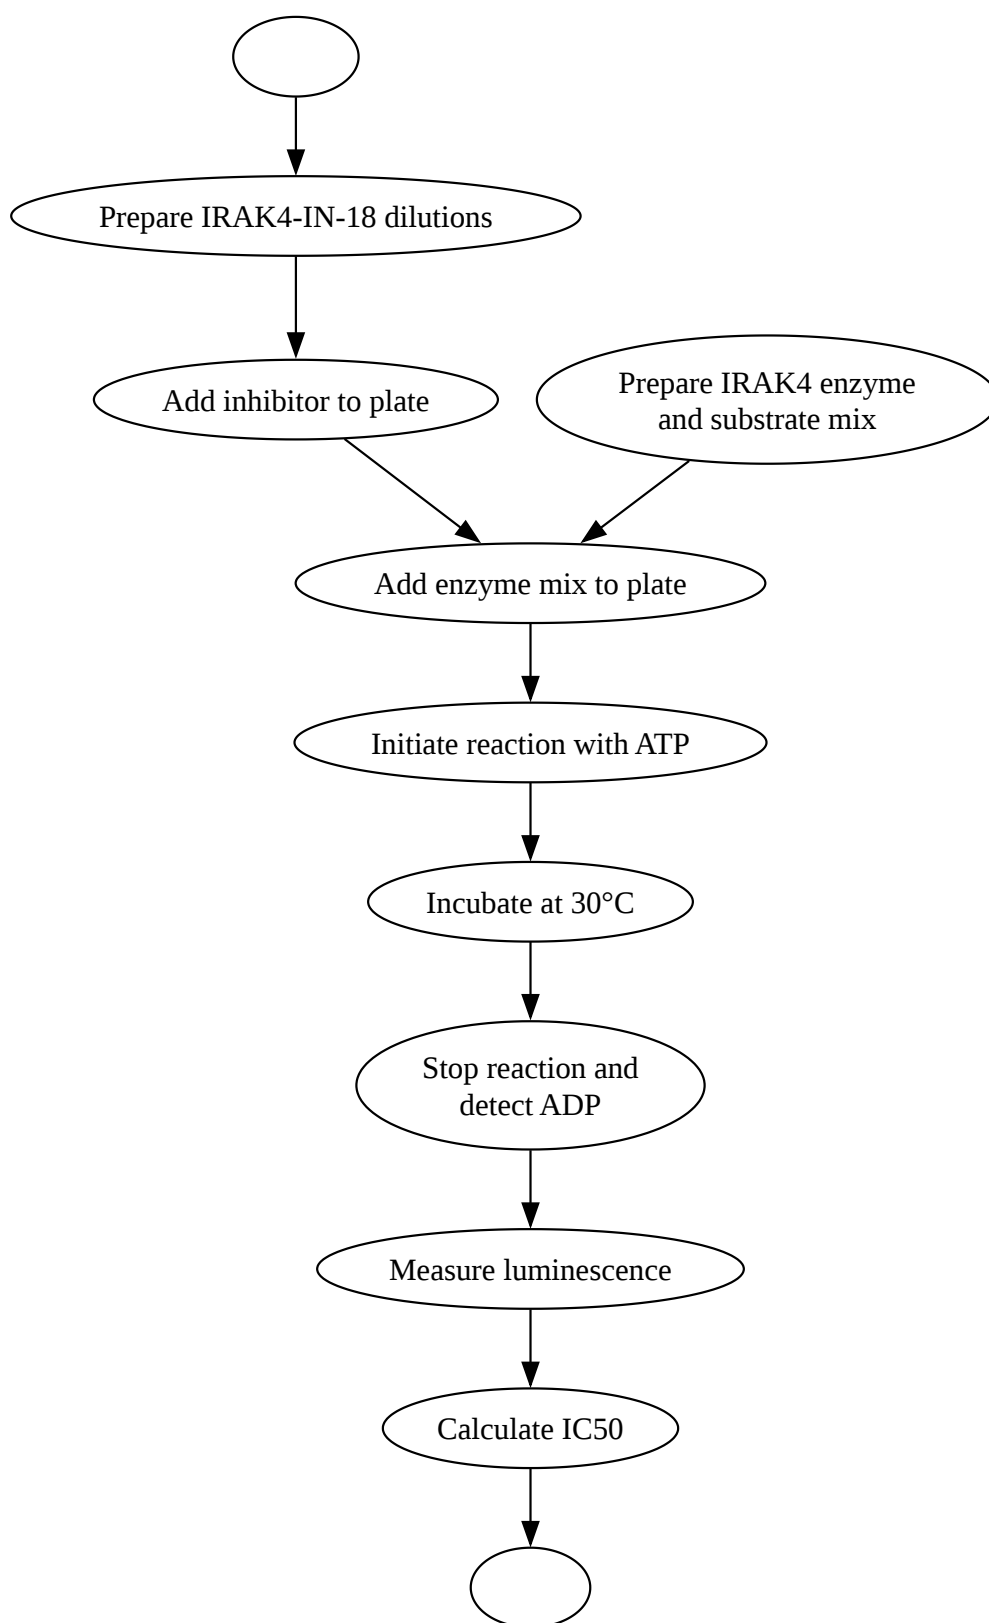 Prepare IRAK4-IN-18 dilutions
Add inhibitor to plate
Prepare IRAK4 enzyme
and substrate mix
Add enzyme mix to plate
Initiate reaction with ATP
Incubate at 30°C
Stop reaction and
detect ADP
Measure luminescence
Calculate IC50